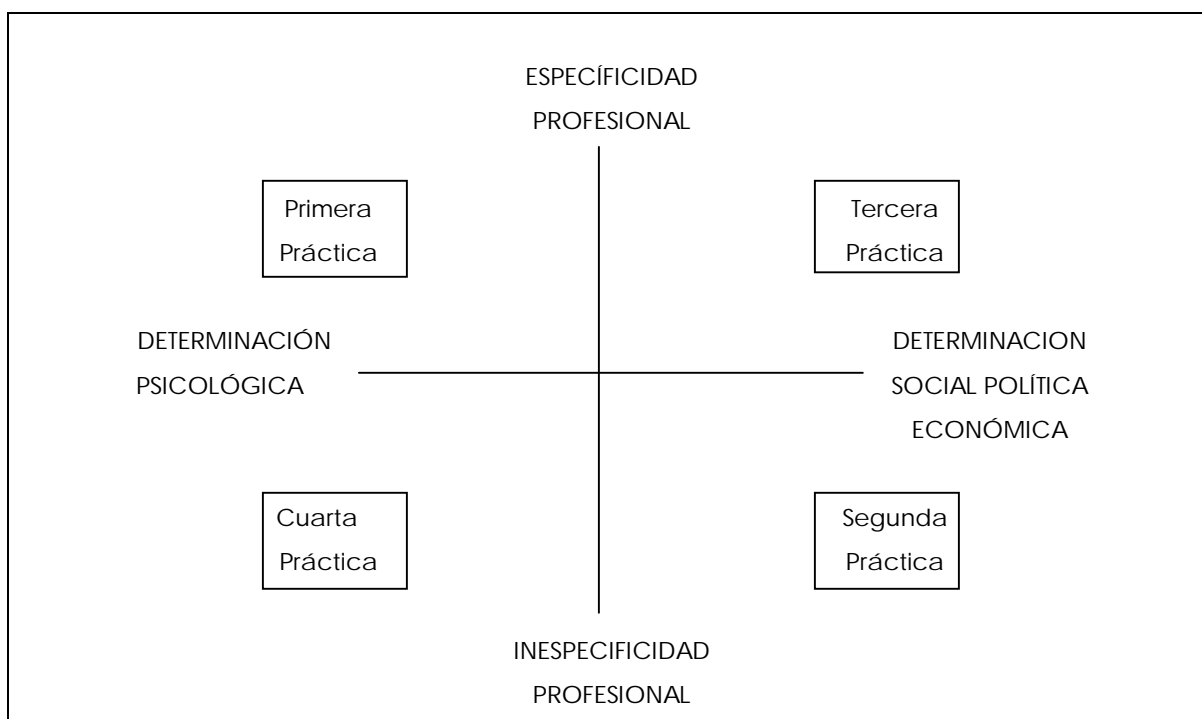 ESPECÍFICIDAD
PROFESIONAL
Primera
Práctica
Tercera
Práctica
DETERMINACIÓN
PSICOLÓGICA
DETERMINACION
SOCIAL POLÍTICA
ECONÓMICA
Cuarta
Práctica
Segunda
Práctica
INESPECIFICIDAD
PROFESIONAL